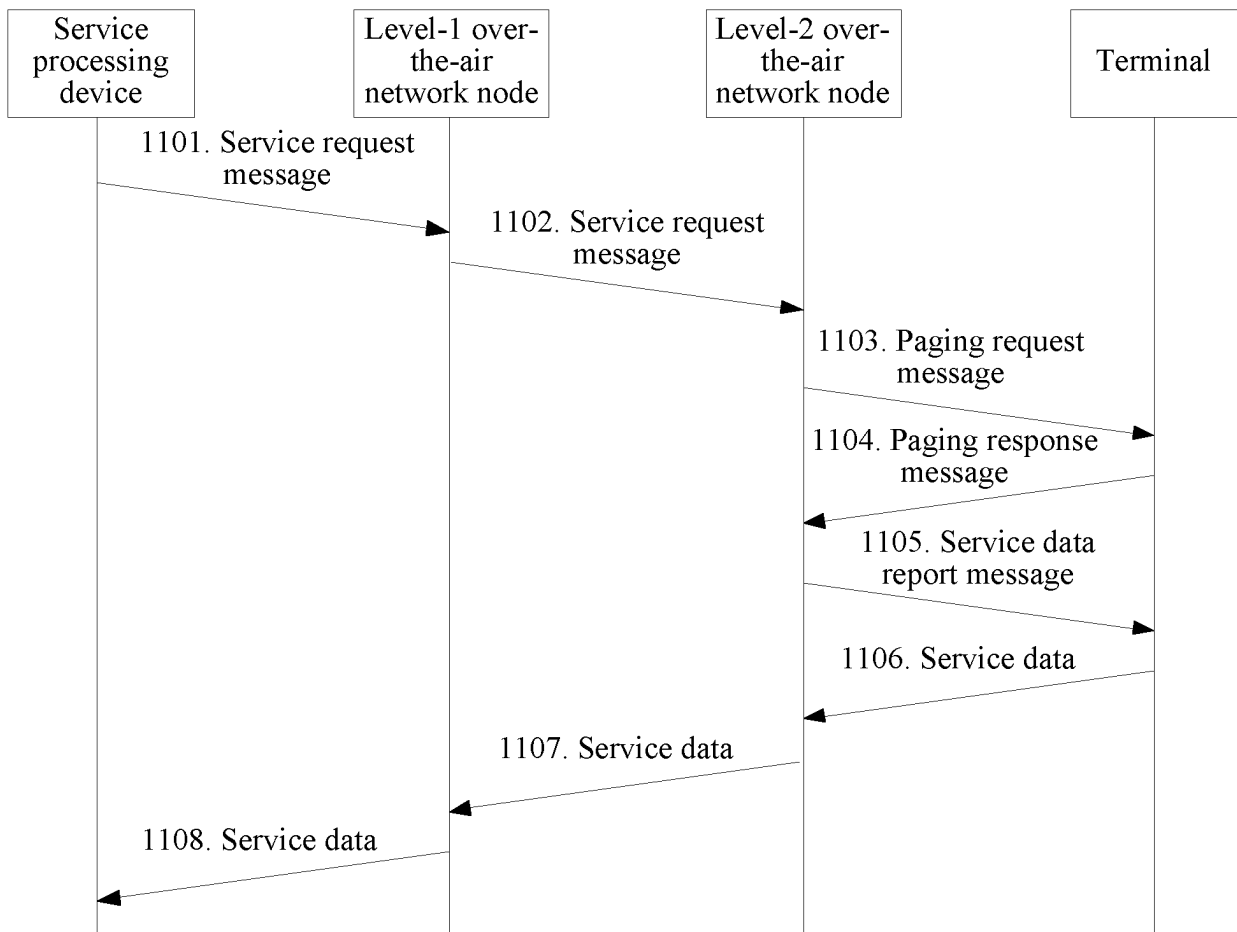 Service
processing
device
Level-1 over-
the-air
network node
Level-2 over-
the-air
network node
Terminal
1101. Service request
message
1102. Service request
message
1103. Paging request
message
1104. Paging response
message
1105. Service data
report message
1106. Service data
1107. Service data
1108. Service data